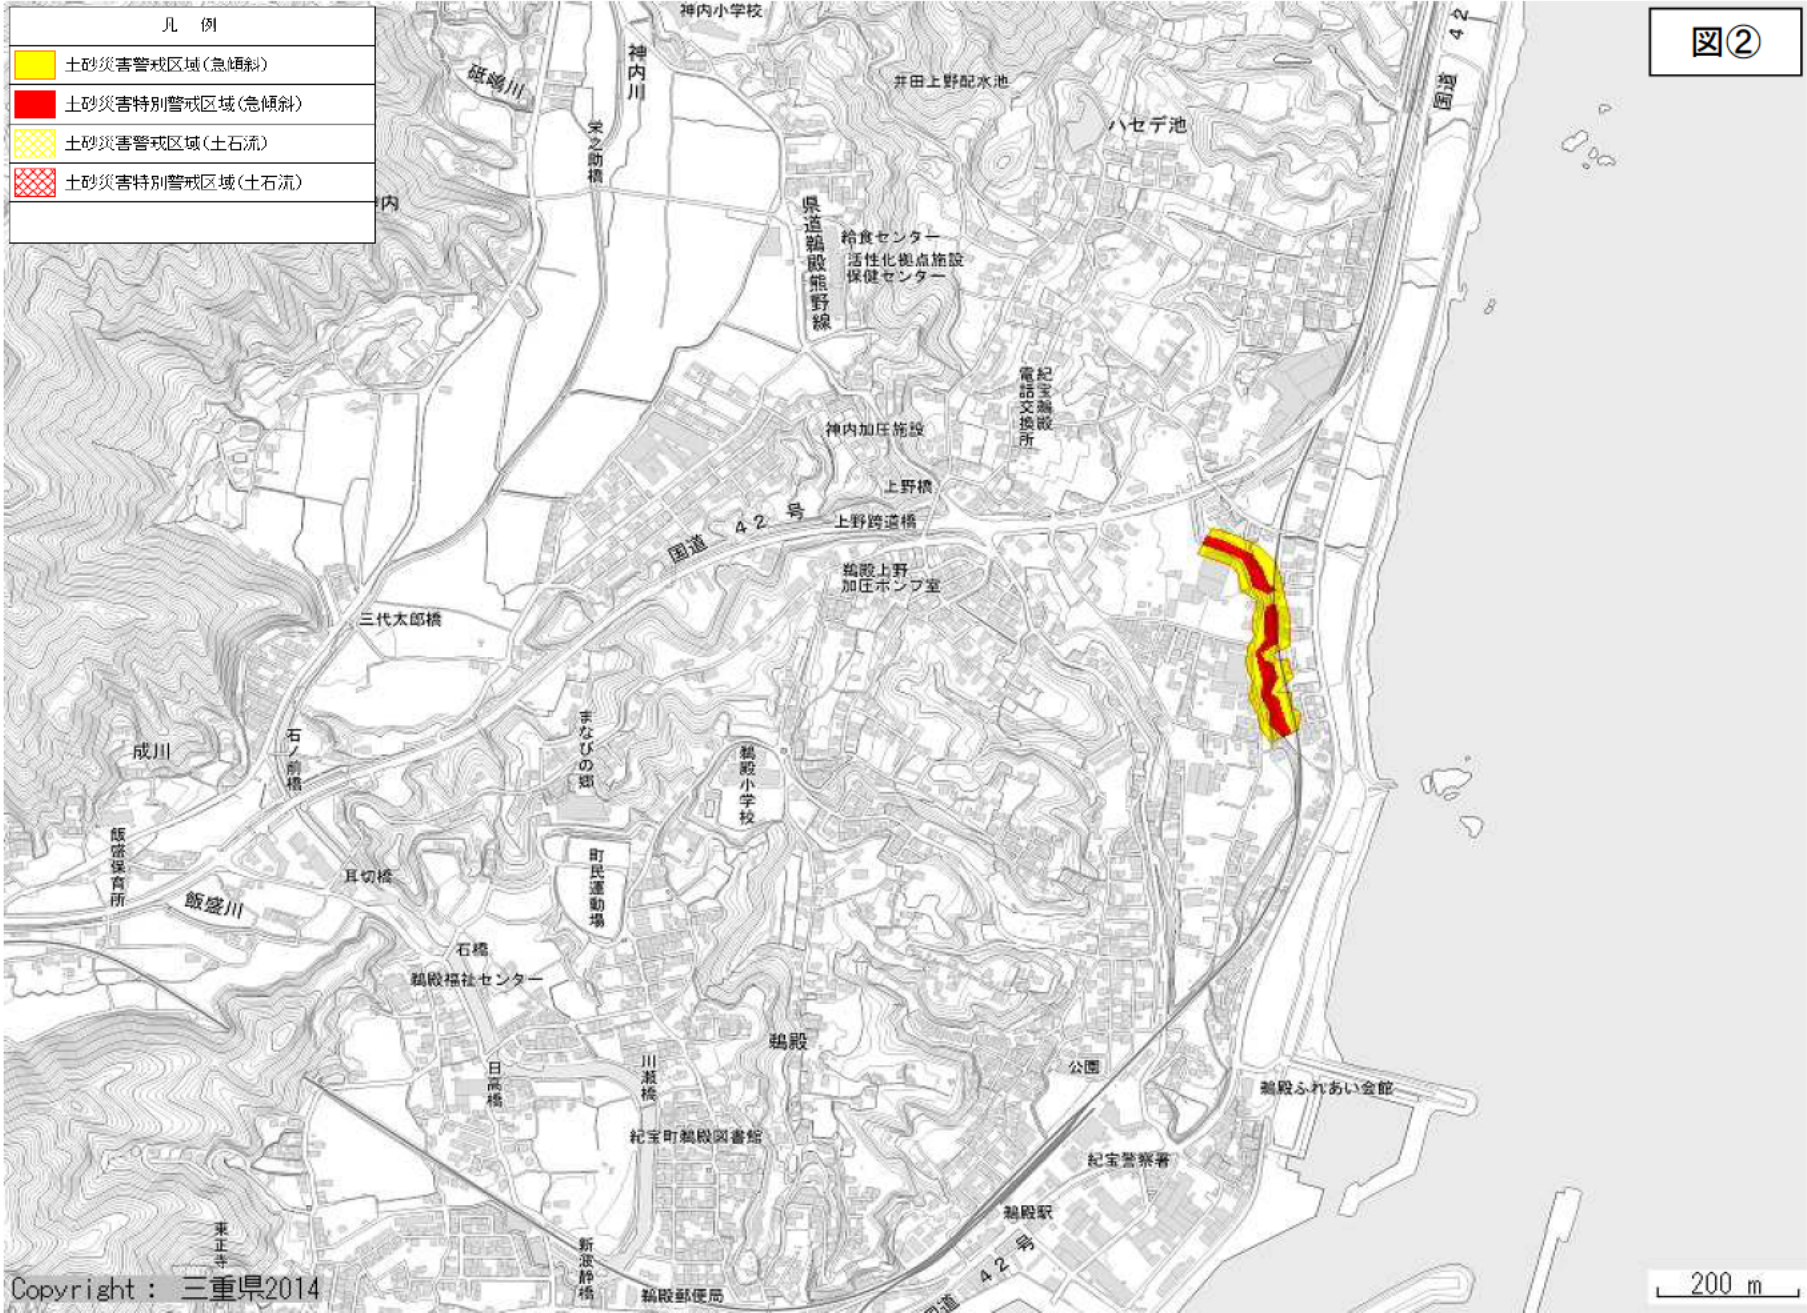 凡 例
土砂災害警戒区域(急傾斜)
土砂災害特別警戒区域(急傾斜)
土砂災害警戒区域(土石流)
土砂災害特別警戒区域(土石流)
図②
神内小学校
砥嶋川
神内川
栄之助橋
井田上野配水池
ハセデ池
国道
42
内
県道鵜殿熊野線
給食センター
活性化拠点施設
保健センター
紀宝鵜殿
電話交換所
神内加圧施設
上野橋
上野跨道橋
国道 42 号
鵜殿上野
加圧ポンプ室
三代太郎橋
成川
石ノ前橋
まなびの郷
鵜殿小学校
飯盛保育所
耳切橋
町民運動場
飯盛川
石橋
鵜殿福祉センター
鵜殿
日高橋
川瀬橋
公園
鵜殿ふれあい会館
紀宝町鵜殿図書館
紀宝警察署
鵜殿駅
東正寺
新波静橋
42 号
国道
鵜殿郵便局
Copyright : 三重県2014
200 m